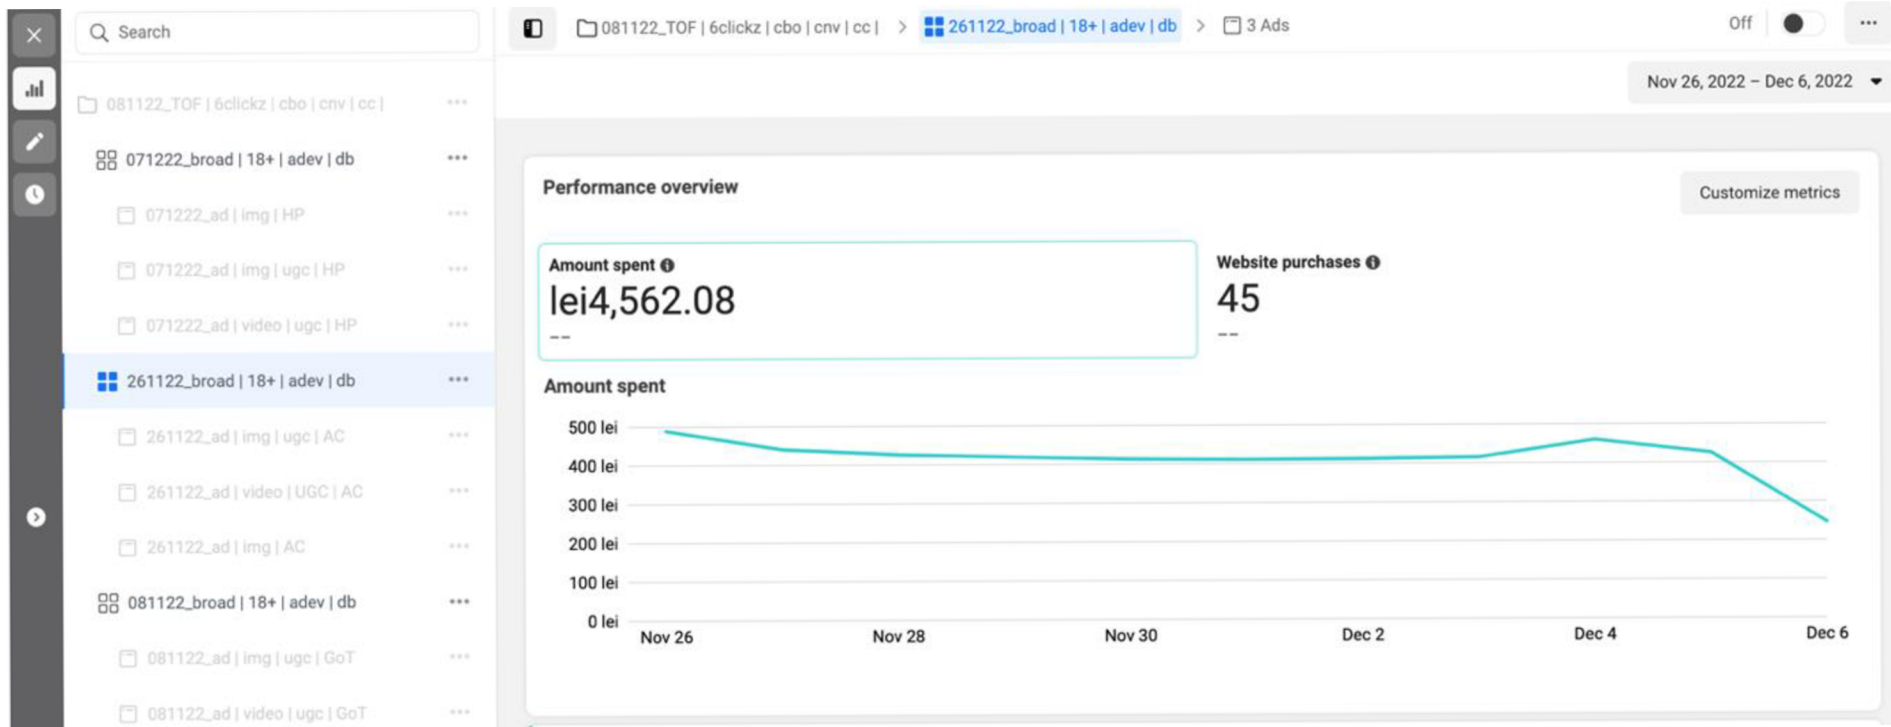 Search
081122_TOF | 6clickz | cbo | cnv | cc |
071222_broad | 18+ | adev | db
071222_ad | img | HP
071222_ad | img | ugc | HP
071222_ad | video | ugc | HP
261122_broad | 18+ | adev | db
261122_ad | img | ugc | AC
261122_ad | video | UGC | AC
261122_ad | img | AC
081122_broad | 18+ | adev | db
081122_ad | img | ugc | GoT
081122_ad | video | ugc | GoT
081122_TOF | 6clickz | cbo | cnv | cc | > 261122_broad | 18+ | adev | db > 3 Ads
Off
Nov 26, 2022 – Dec 6, 2022
Performance overview
Customize metrics
Amount spent
lei4,562.08
--
Website purchases
45
--
Amount spent
500 lei
400 lei
300 lei
200 lei
100 lei
0 lei
Nov 26 Nov 28 Nov 30 Dec 2 Dec 4 Dec 6